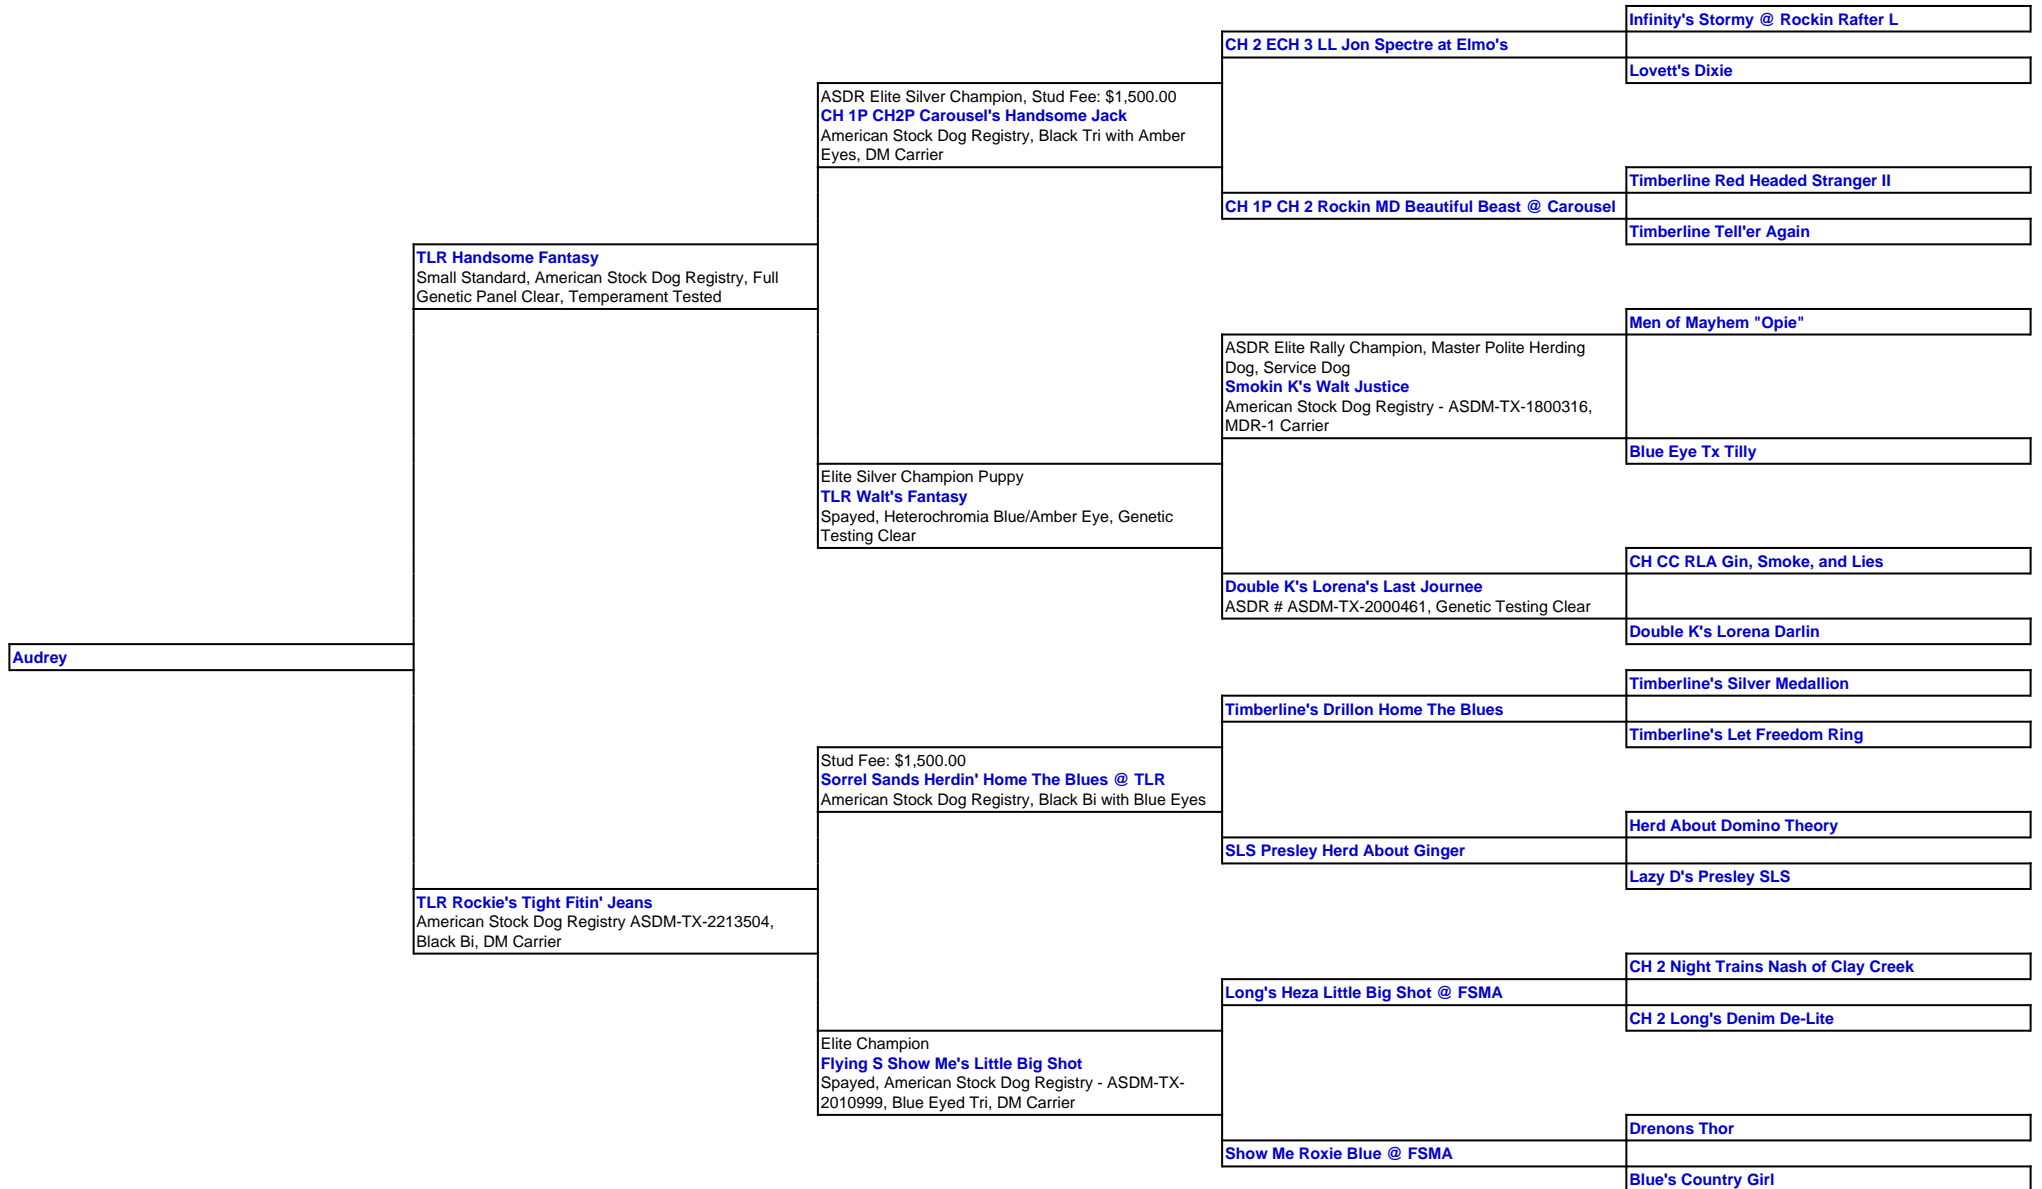 Infinity's Stormy @ Rockin Rafter L
CH 2 ECH 3 LL Jon Spectre at Elmo's
Lovett's Dixie
ASDR Elite Silver Champion, Stud Fee: $1,500.00
CH 1P CH2P Carousel's Handsome Jack
American Stock Dog Registry, Black Tri with Amber
Eyes, DM Carrier
Timberline Red Headed Stranger II
CH 1P CH 2 Rockin MD Beautiful Beast @ Carousel
Timberline Tell'er Again
TLR Handsome Fantasy
Small Standard, American Stock Dog Registry, Full
Genetic Panel Clear, Temperament Tested
Men of Mayhem "Opie"
ASDR Elite Rally Champion, Master Polite Herding
Dog, Service Dog
Smokin K's Walt Justice
American Stock Dog Registry - ASDM-TX-1800316,
MDR-1 Carrier
Blue Eye Tx Tilly
Elite Silver Champion Puppy
TLR Walt's Fantasy
Spayed, Heterochromia Blue/Amber Eye, Genetic
Testing Clear
CH CC RLA Gin, Smoke, and Lies
Double K's Lorena's Last Journee
ASDR # ASDM-TX-2000461, Genetic Testing Clear
Double K's Lorena Darlin
Audrey
Timberline's Silver Medallion
Timberline's Drillon Home The Blues
Timberline's Let Freedom Ring
Stud Fee: $1,500.00
Sorrel Sands Herdin' Home The Blues @ TLR
American Stock Dog Registry, Black Bi with Blue Eyes
Herd About Domino Theory
SLS Presley Herd About Ginger
Lazy D's Presley SLS
TLR Rockie's Tight Fitin' Jeans
American Stock Dog Registry ASDM-TX-2213504,
Black Bi, DM Carrier
CH 2 Night Trains Nash of Clay Creek
Long's Heza Little Big Shot @ FSMA
CH 2 Long's Denim De-Lite
Elite Champion
Flying S Show Me's Little Big Shot
Spayed, American Stock Dog Registry - ASDM-TX-
2010999, Blue Eyed Tri, DM Carrier
Drenons Thor
Show Me Roxie Blue @ FSMA
Blue's Country Girl